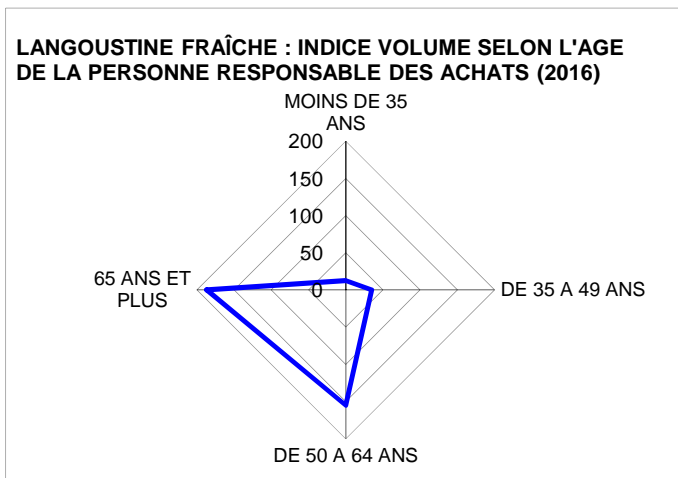 LANGOUSTINE FRAÎCHE : INDICE VOLUME SELON L'AGE
DE LA PERSONNE RESPONSABLE DES ACHATS (2016)
MOINS DE 35
ANS
200
150
100
50
0
65 ANS ET
PLUS
DE 35 A 49 ANS
DE 50 A 64 ANS